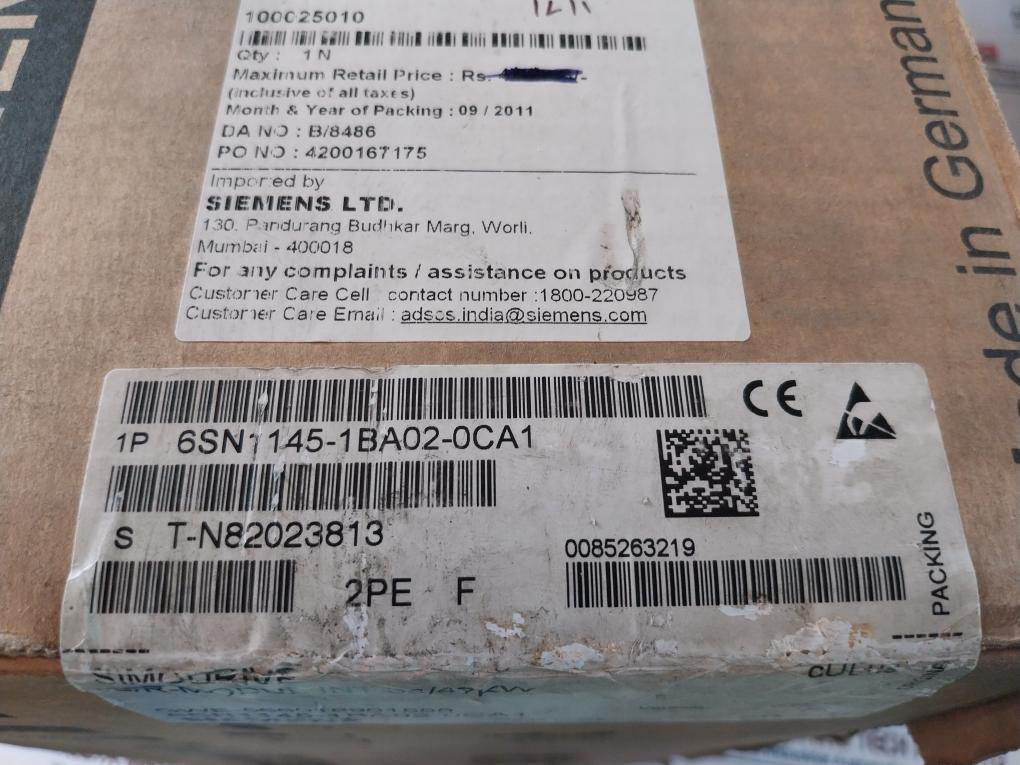 100025010
Qty : 1 N
Maximum Retail Price : Rs.
(inclusive of all taxes)
Month & Year of Packing : 09 / 2011
DA NO : B/8486
PO NO : 4200167175
Imported by
SIEMENS LTD.
130, Pandurang Budhkar Marg, Worli,
Mumbai - 400018
For any complaints / assistance on products
Customer Care Cell contact number :1800-220987
Customer Care Email : adscs.india@siemens.com
Made in German
CE
1P 6SN1145-1BA02-0CA1
S T-N82023813
0085263219
2PE F
PACKING
SIMODRIVE